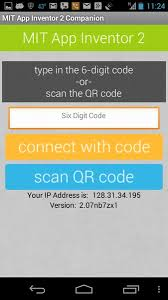 11:24
MIT App Inventor 2 Companion
MIT App Inventor 2
type in the 6-digit code
-or-
scan the QR code
Six Digit Code
connect with code
scan QR code
Your IP Address is: 128.31.34.195
Version: 2.07nb7zx1